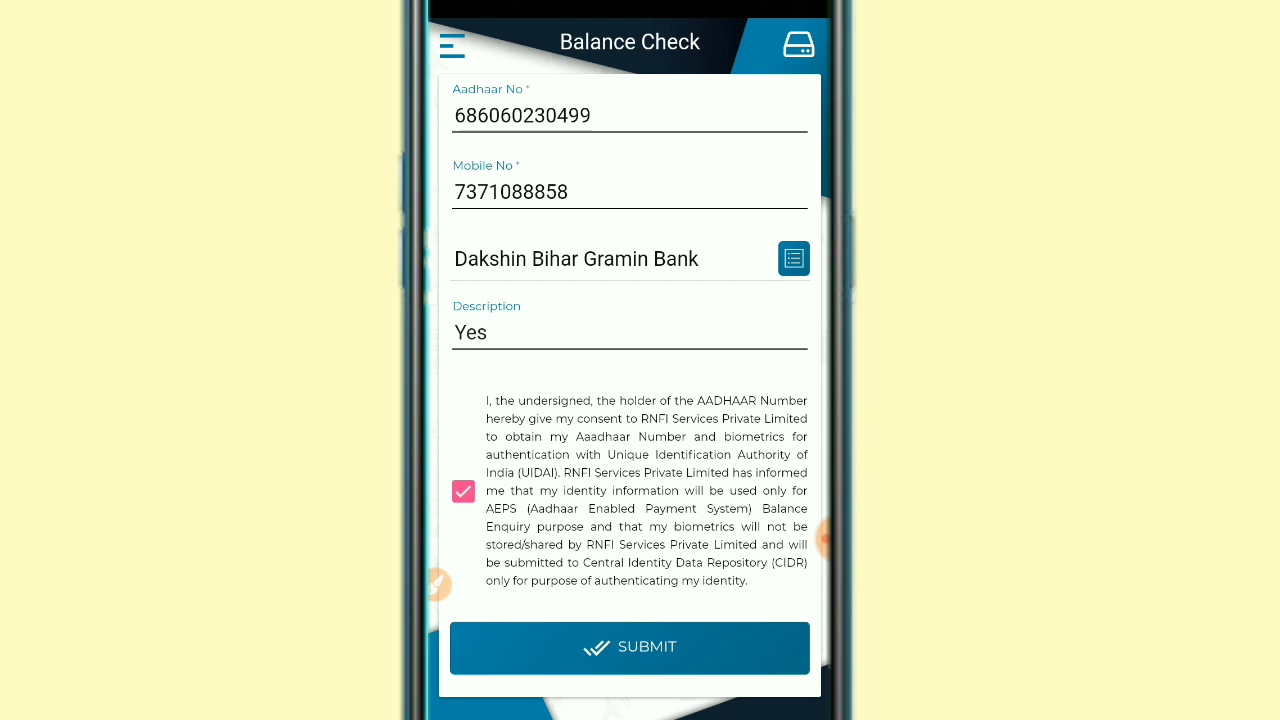 Balance Check
Aadhaar No *
686060230499
Mobile No *
7371088858
Dakshin Bihar Gramin Bank
Description
Yes
I, the undersigned, the holder of the AADHAAR Number
hereby give my consent to RNFI Services Private Limited
to obtain my Aaadhaar Number and biometrics for
authentication with Unique Identification Authority of
India (UIDAI). RNFI Services Private Limited has informed
me that my identity information will be used only for
AEPS (Aadhaar Enabled Payment System) Balance
Enquiry purpose and that my biometrics will not be
stored/shared by RNFI Services Private Limited and will
be submitted to Central Identity Data Repository (CIDR)
only for purpose of authenticating my identity.
SUBMIT